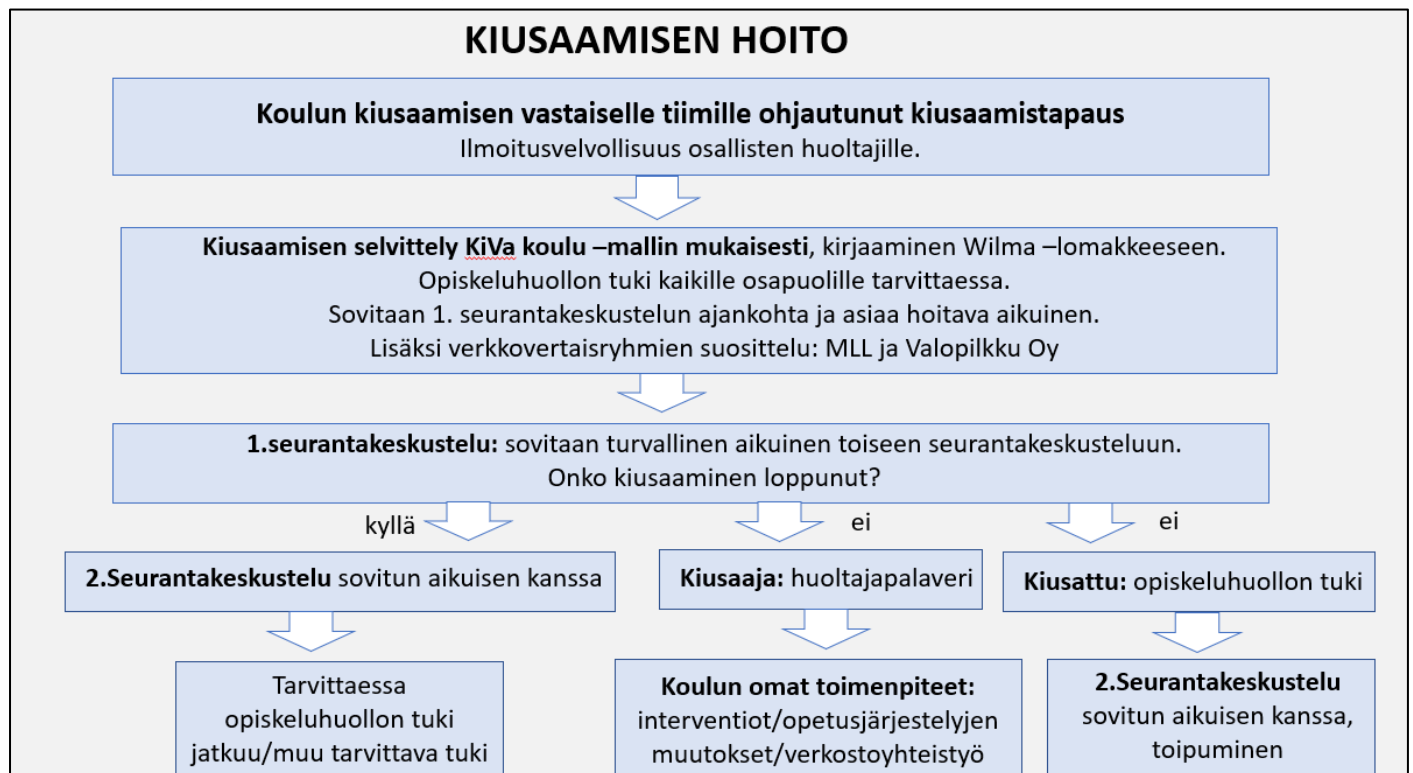 KIUSAAMISEN HOITO
Koulun kiusaamisen vastaiselle tiimille ohjautunut kiusaamistapaus
Ilmoitusvelvollisuus osallisten huoltajille.
Kiusaamisen selvittely KiVa koulu –mallin mukaisesti, kirjaaminen Wilma –lomakkeeseen.
Opiskeluhuollon tuki kaikille osapuolille tarvittaessa.
Sovitaan 1. seurantakeskustelun ajankohta ja asiaa hoitava aikuinen.
Lisäksi verkkovertaisryhmien suosittelu: MLL ja Valopilkku Oy
1.seurantakeskustelu: sovitaan turvallinen aikuinen toiseen seurantakeskusteluun.
Onko kiusaaminen loppunut?
kyllä
ei
ei
2.Seurantakeskustelu sovitun aikuisen kanssa
Kiusaaja: huoltajapalaveri
Kiusattu: opiskeluhuollon tuki
Tarvittaessa
opiskeluhuollon tuki
jatkuu/muu tarvittava tuki
Koulun omat toimenpiteet:
interventiot/opetusjärjestelyjen
muutokset/verkostoyhteistyö
2.Seurantakeskustelu
sovitun aikuisen kanssa,
toipuminen